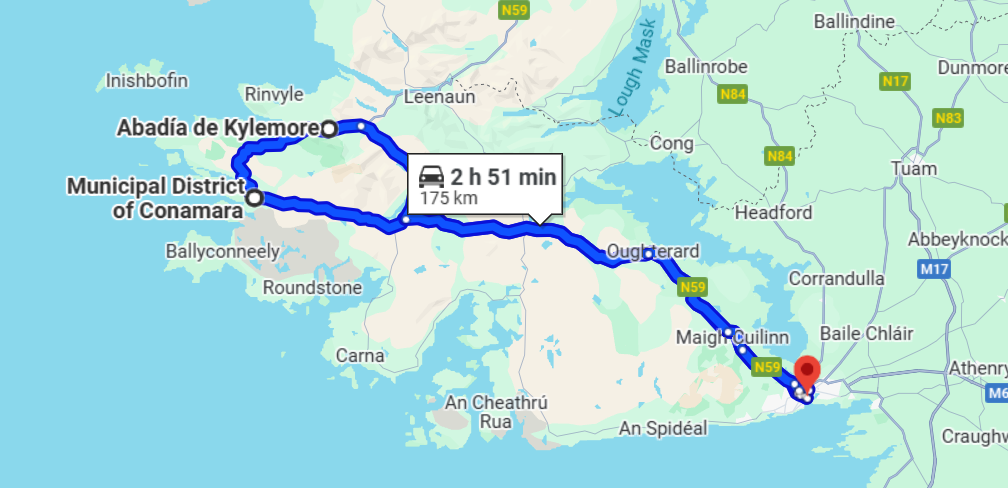 N59
Ballindine
Lough Mask
Inishbofin
Ballinrobe
Dunmore
N17
Rinvyle
Leenaun
N84
N83
Abadía de Kylemore
Cong
N84
Tuam
2 h 51 min
175 km
Municipal District
of Conamara
Headford
Ballyconneely
Oughterard
Abbeyknock
M17
Roundstone
N59
Corrandulla
Maigh Cuilinn
Baile Chláir
Carna
N59
Athenry
M6
An Cheathrú
Rua
An Spidéal
Craughw